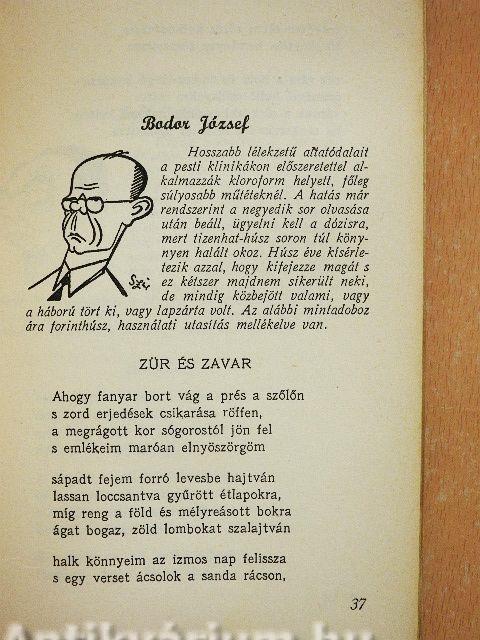 Bodor József
Hosszabb lélekzetű altatódalait
a pesti klinikákon előszeretettel al-
kalmazzák kloroform helyett, főleg
súlyosabb műtéteknél. A hatás már
rendszerint a negyedik sor olvasása
után beáll, ügyelni kell a dózisra,
mert tizenhat-húsz soron túl köny-
nyen halált okoz. Húsz éve kísérle-
tezik azzal, hogy kifejezze magát s
ez kétszer majdnem sikerült neki,
de mindig közbejött valami, vagy
a háború tört ki, vagy lapzárta volt. Az alábbi mintadoboz
ára forinthúsz, használati utasítás mellékelve van.
ZŰR ÉS ZAVAR
Ahogy fanyar bort vág a prés a szőlőn
s zord erjedések csikarása röffen,
a megrágott kor sógorostól jön fel
s emlékeim maróan elnyöszörgöm
sápadt fejem forró levesbe hajtván
lassan loccsantva gyűrött étlapokra,
míg reng a föld és mélyreásott bokra
ágat bogaz, zöld lombokat szalajtván
halk könnyeim az izmos nap felissza
s egy verset ácsolok a sanda rácson,
37
Antikvárium.hu